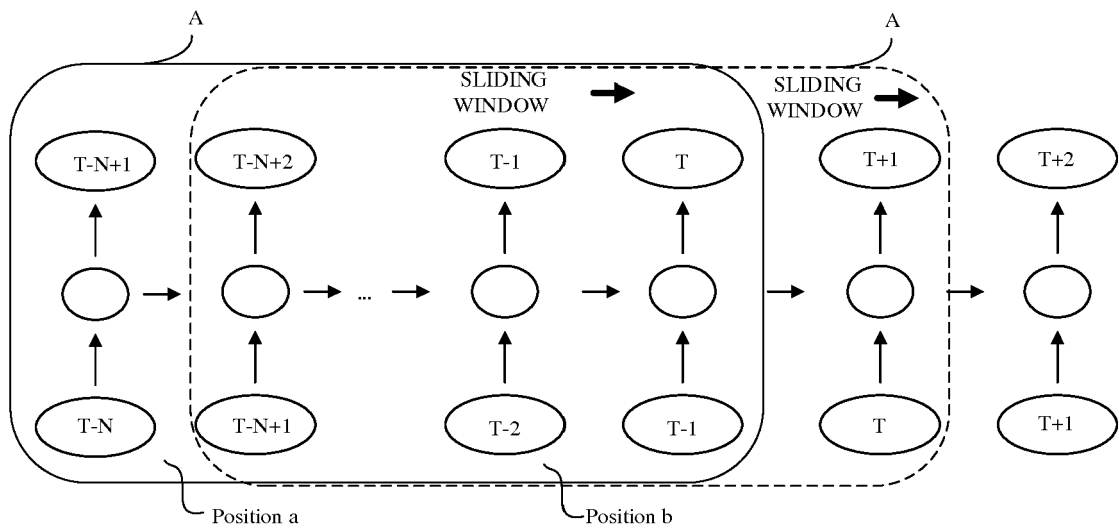 A
A
SLIDING
WINDOW
SLIDING
WINDOW
T-N+1
T-N+2
T-1
T
T+1
T+2
...
T-N
T-N+1
T-2
T-1
T
T+1
Position a
Position b